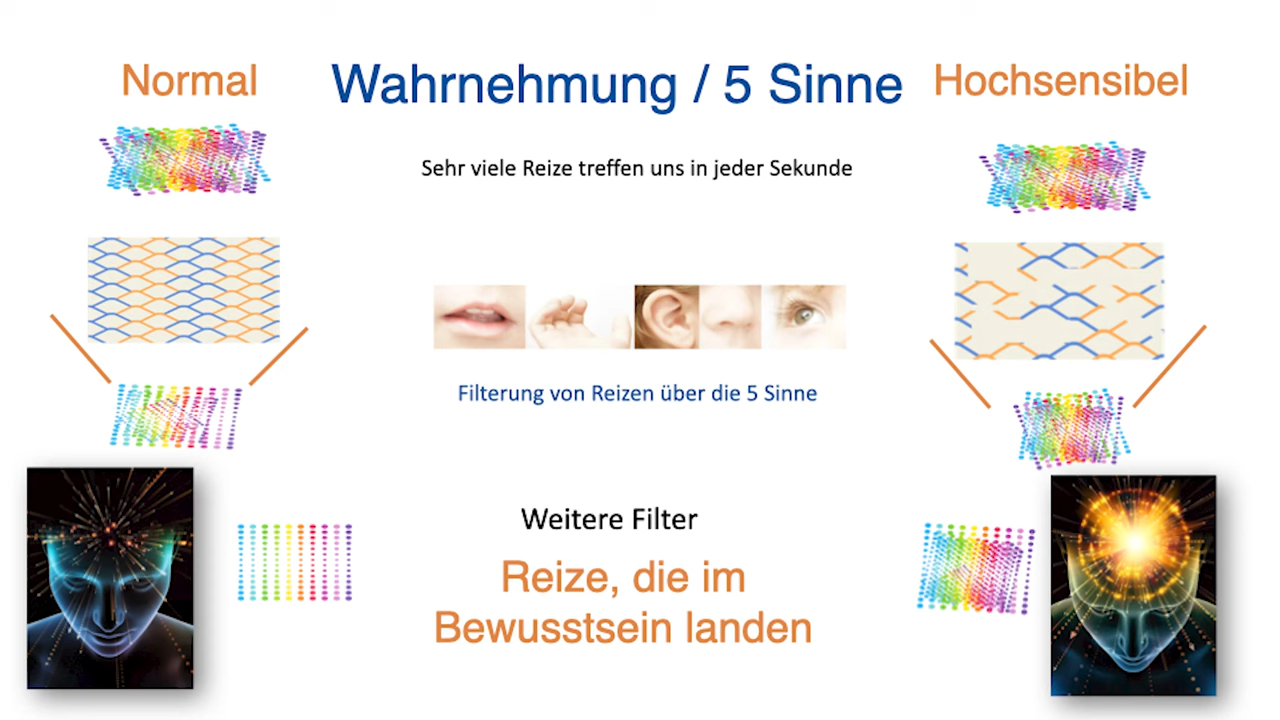 Normal
Wahrnehmung / 5 Sinne
Hochsensibel
Sehr viele Reize treffen uns in jeder Sekunde
Filterung von Reizen über die 5 Sinne
Weitere Filter
Reize, die im
Bewusstsein landen